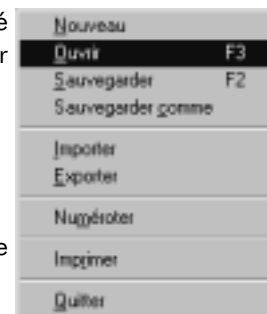 é
Nouveau
r
Ouvrir F3
Sauvegarder F2
Sauvegarder comme
Importer
Exporter
Numéroter
e
Imprimer
Quitter